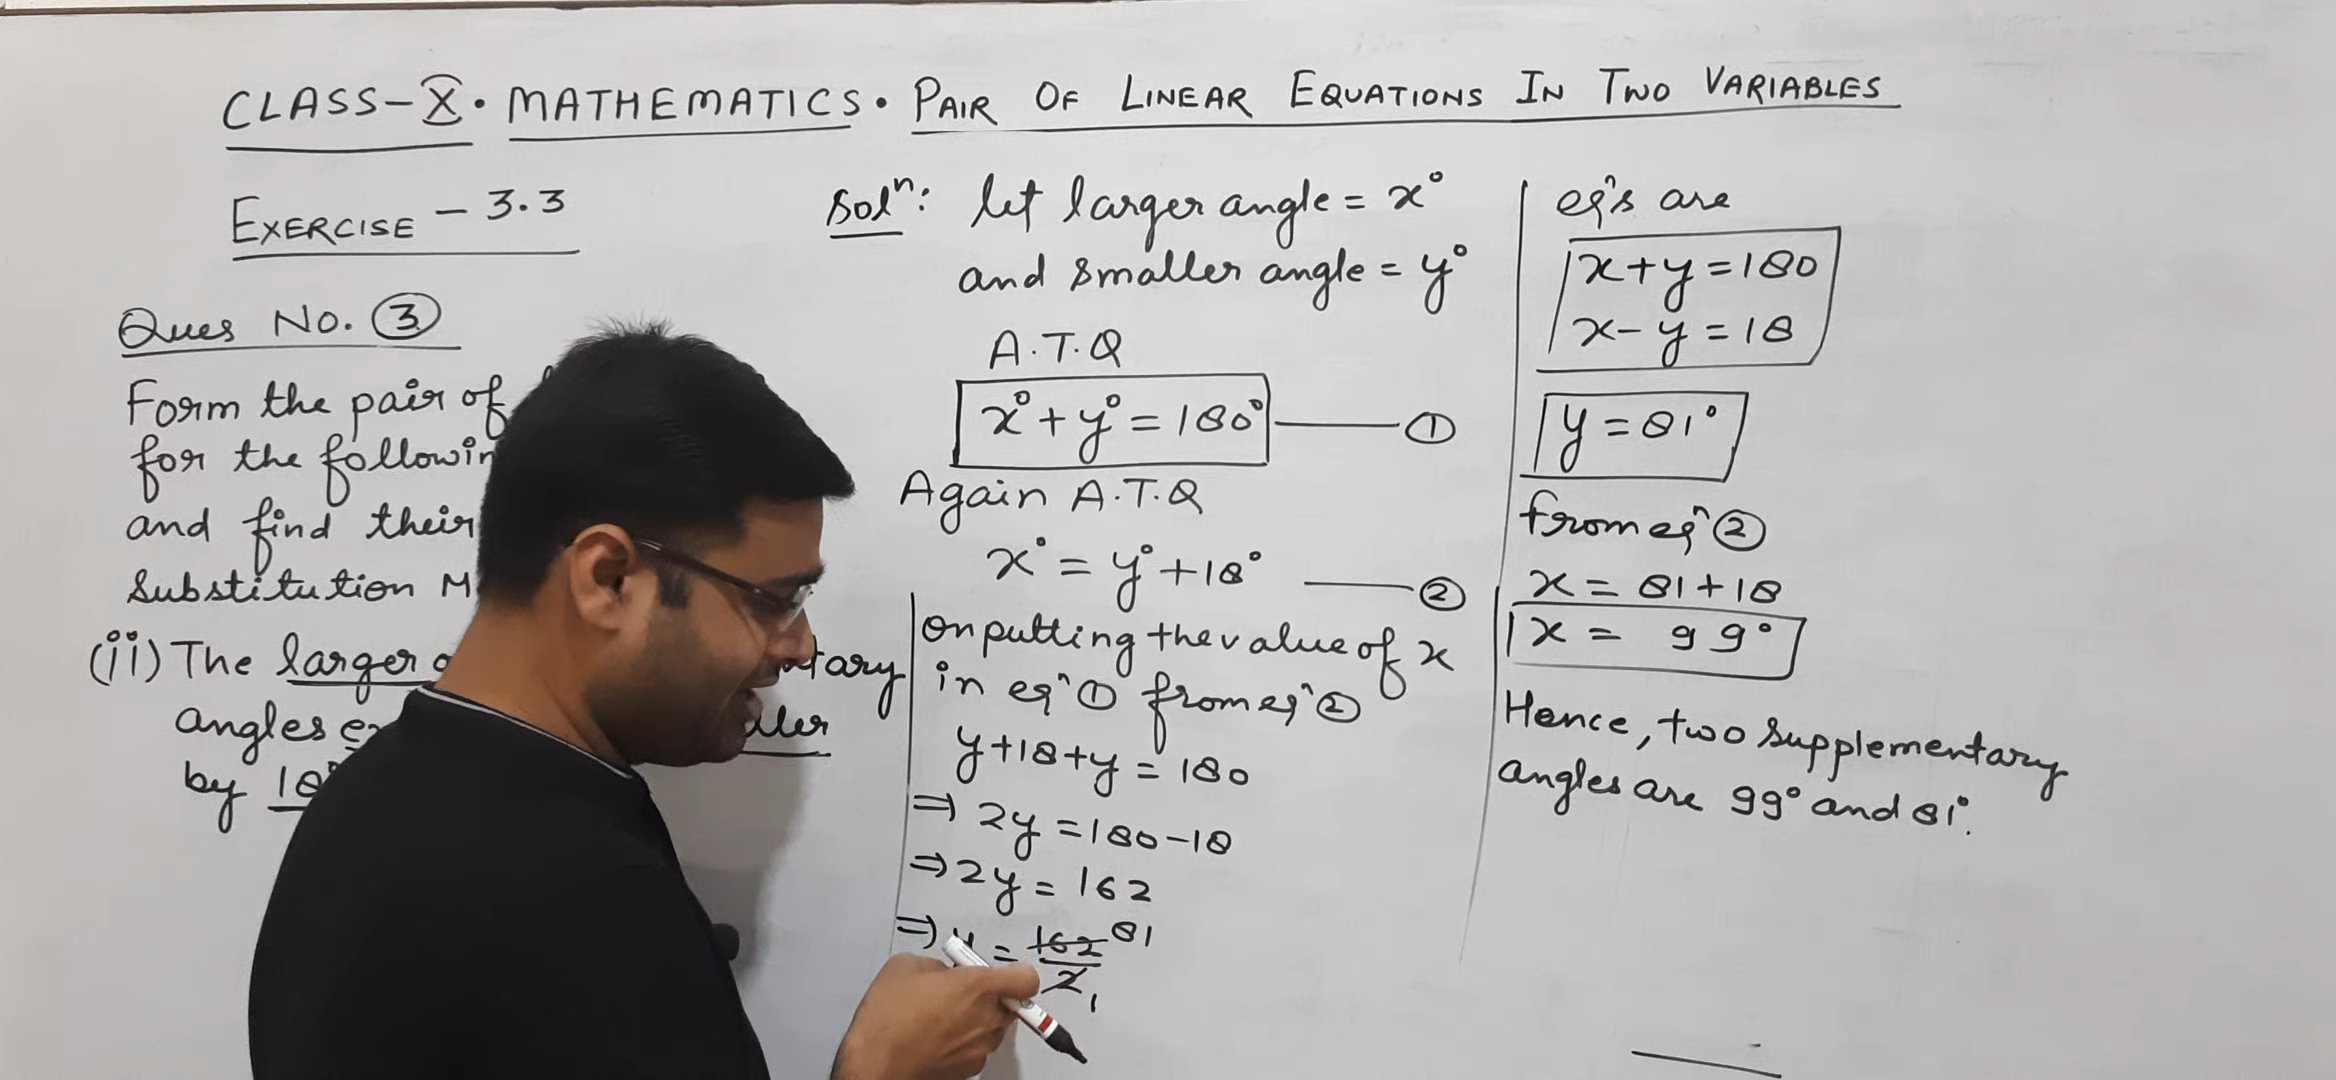 CLASS-X. MATHEMATICS. PAIR OF LINEAR EQUATIONS IN TWO VARIABLES
EXERCISE - 3.3
Ques No. ③
Form the pair of
for the followin
and find their
Substitution M
(ii) The larger
angles
by 18°
Solⁿ: let larger angle = x°
and smaller angle = y°
A.T.Q
x° + y° = 180° —— ①
Again A.T.Q
x° = y° + 18° —— ②
On putting the value of x
in eqⁿ ① from eqⁿ ②
y+18+y = 180
⇒ 2y = 180-18
⇒ 2y = 162
⇒ y = 162/2 81 1
eqⁿs are
x+y = 180
x-y = 18
y = 81°
from eqⁿ ②
x = 81+18
x = 99°
Hence, two supplementary
angles are 99° and 81°.